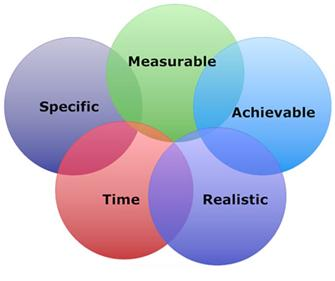 Measurable
Specific
Achievable
Time
Realistic